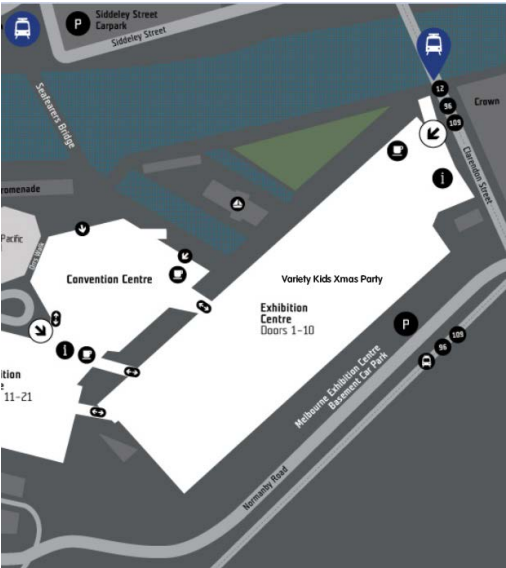 Siddeley Street
Carpark
P
Siddeley Street
Seafarers Bridge
12
96
109
Crown
Clarendon Street
i
romenade
Pacific
Convention Centre
Variety Kids Xmas Party
Exhibition
Centre
Doors 1-10
P
96
109
Melbourne Exhibition Centre
Basement Car Park
i
ition
e
11-21
Normanby Road